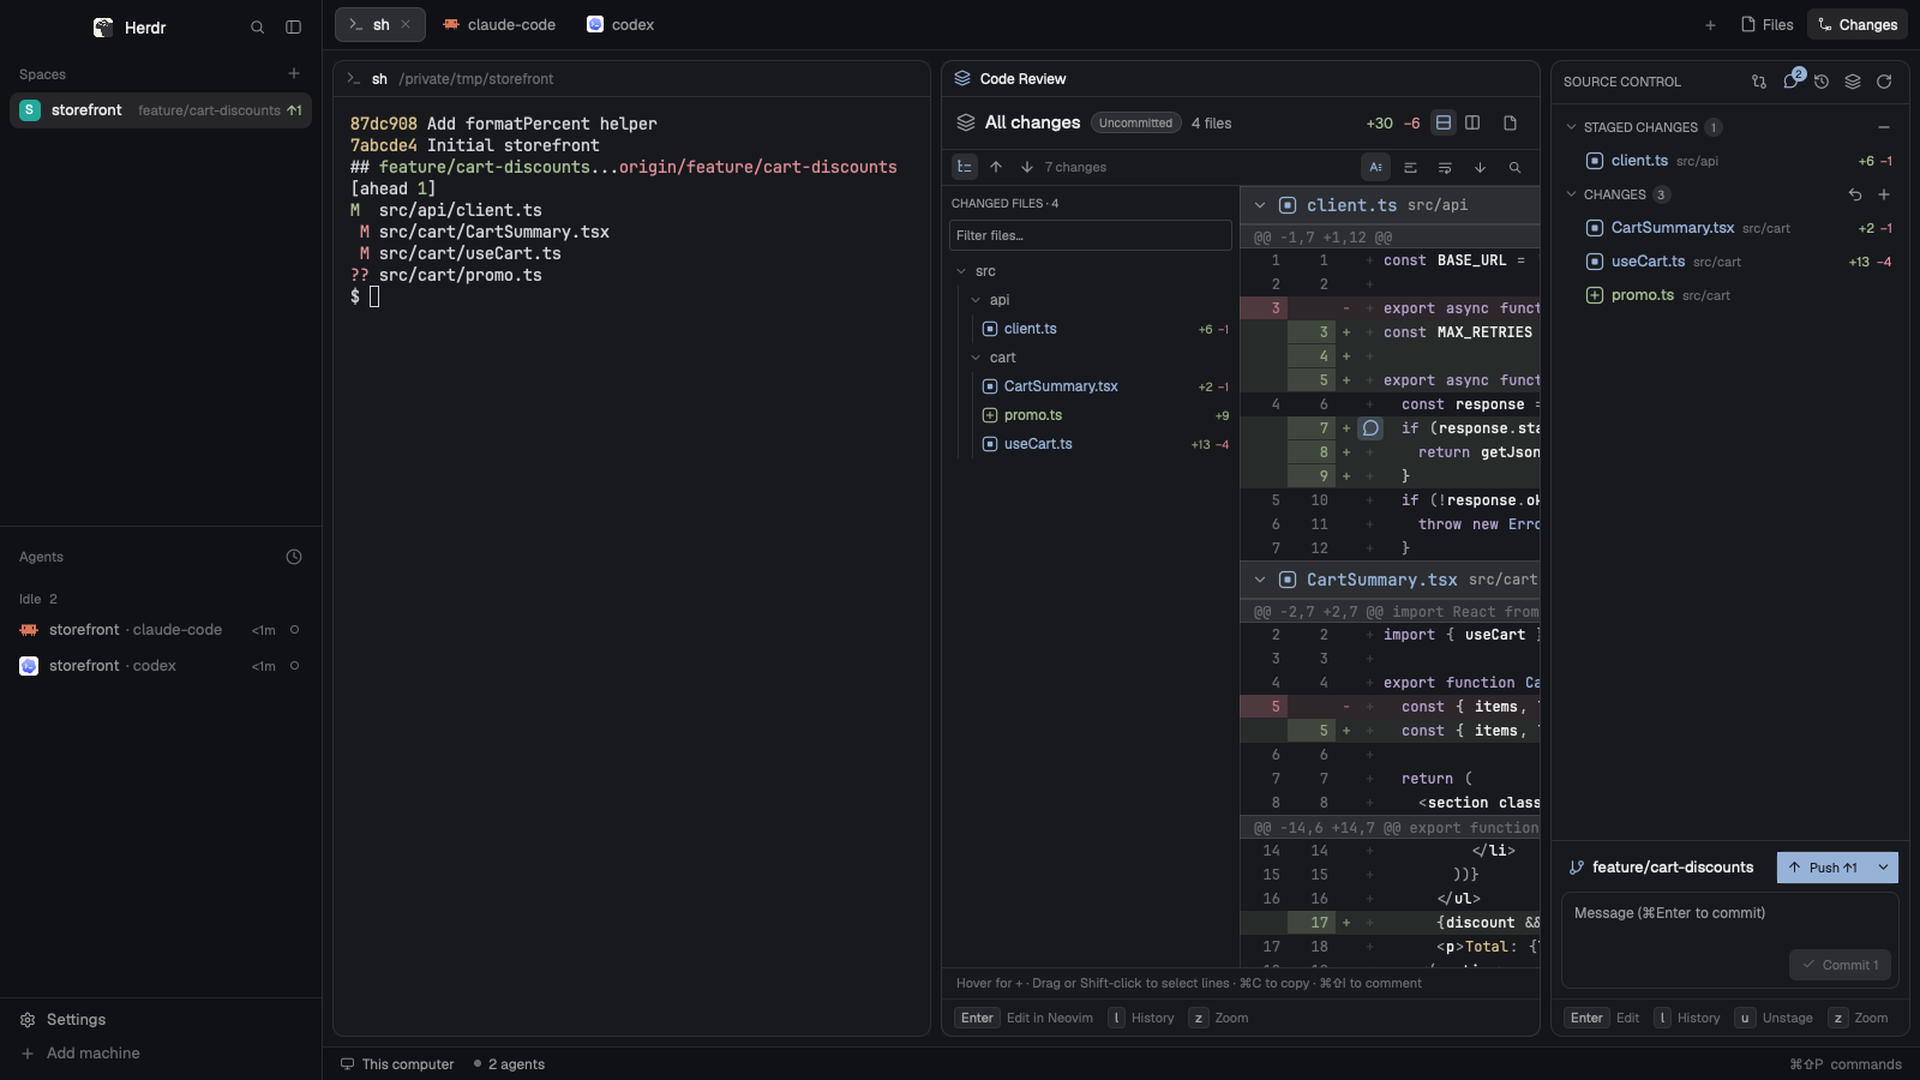 Herdr
Spaces
S storefront feature/cart-discounts ↑1
Agents
Idle 2
storefront · claude-code <1m
storefront · codex <1m
Settings
+ Add machine
>_ sh ×
claude-code
codex
+ Files Changes
>_ sh /private/tmp/storefront
87dc908 Add formatPercent helper
7abcde4 Initial storefront
## feature/cart-discounts...origin/feature/cart-discounts
[ahead 1]
M  src/api/client.ts
 M src/cart/CartSummary.tsx
 M src/cart/useCart.ts
?? src/cart/promo.ts
$
Code Review
All changes Uncommitted 4 files +30 −6
7 changes
CHANGED FILES · 4
Filter files…
src
api
client.ts +6 −1
cart
CartSummary.tsx +2 −1
promo.ts +9
useCart.ts +13 −4
client.ts src/api
@@ -1,7 +1,12 @@
1 1 + const BASE_URL =
2 2 +
3 - + export async funct
3 + + const MAX_RETRIES
4 + +
5 + + export async funct
4 6 + const response =
7 + if (response.sta
8 + + return getJson
9 + + }
5 10 + if (!response.ok
6 11 + throw new Erro
7 12 + }
CartSummary.tsx src/cart
@@ -2,7 +2,7 @@ import React from
2 2 + import { useCart }
3 3 +
4 4 + export function Ca
5 - + const { items,
5 + + const { items,
6 6 +
7 7 + return (
8 8 + <section class
@@ -14,6 +14,7 @@ export function
14 14 + </li>
15 15 + ))}
16 16 + </ul>
17 + + {discount &&
17 18 + <p>Total: {
Hover for + · Drag or Shift-click to select lines · ⌘C to copy · ⌘⇧I to comment
Enter Edit in Neovim l History z Zoom
SOURCE CONTROL 2
STAGED CHANGES 1 −
client.ts src/api +6 −1
CHANGES 3 +
CartSummary.tsx src/cart +2 −1
useCart.ts src/cart +13 −4
promo.ts src/cart
feature/cart-discounts ↑ Push ↑1
Message (⌘Enter to commit)
Commit 1
Enter Edit l History u Unstage z Zoom
This computer 2 agents
⌘⇧P commands